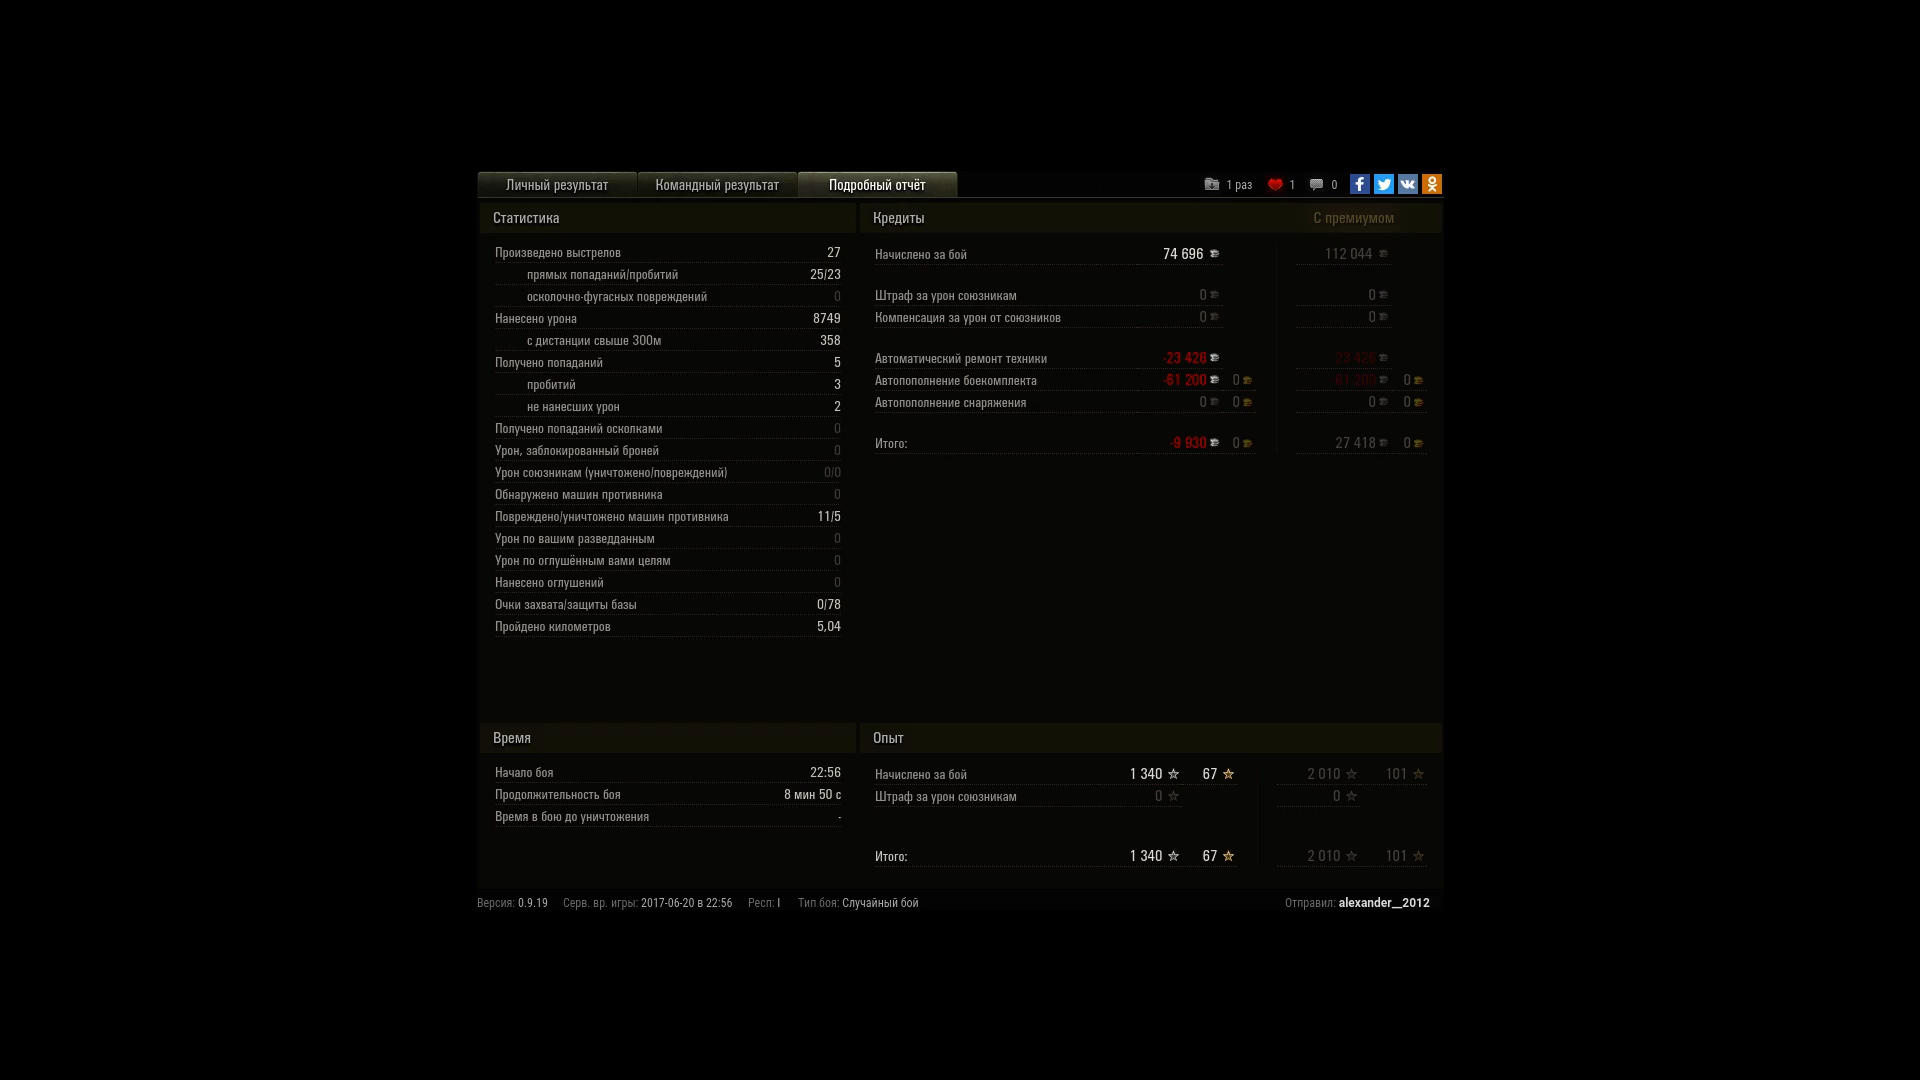 Личный результат Командный результат Подробный отчёт 1 раз 1 0
Статистика
Произведено выстрелов 27
прямых попаданий/пробитий 25/23
осколочно-фугасных повреждений 0
Нанесено урона 8749
с дистанции свыше 300м 358
Получено попаданий 5
пробитий 3
не нанесших урон 2
Получено попаданий осколками 0
Урон, заблокированный броней 0
Урон союзникам (уничтожено/повреждений) 0/0
Обнаружено машин противника 0
Повреждено/уничтожено машин противника 11/5
Урон по вашим разведданным 0
Урон по оглушённым вами целям 0
Нанесено оглушений 0
Очки захвата/защиты базы 0/78
Пройдено километров 5,04
Кредиты С премиумом
Начислено за бой 74 696 112 044
Штраф за урон союзникам 0 0
Компенсация за урон от союзников 0 0
Автоматический ремонт техники -23 426 -23 426
Автопополнение боекомплекта -61 200 0 -61 200 0
Автопополнение снаряжения 0 0 0 0
Итого: -9 930 0 27 418 0
Время
Начало боя 22:56
Продолжительность боя 8 мин 50 с
Время в бою до уничтожения -
Опыт
Начислено за бой 1 340 67 2 010 101
Штраф за урон союзникам 0 0
Итого: 1 340 67 2 010 101
Версия: 0.9.19 Серв. вр. игры: 2017-06-20 в 22:56 Респ: I Тип боя: Случайный бой Отправил: alexander__2012